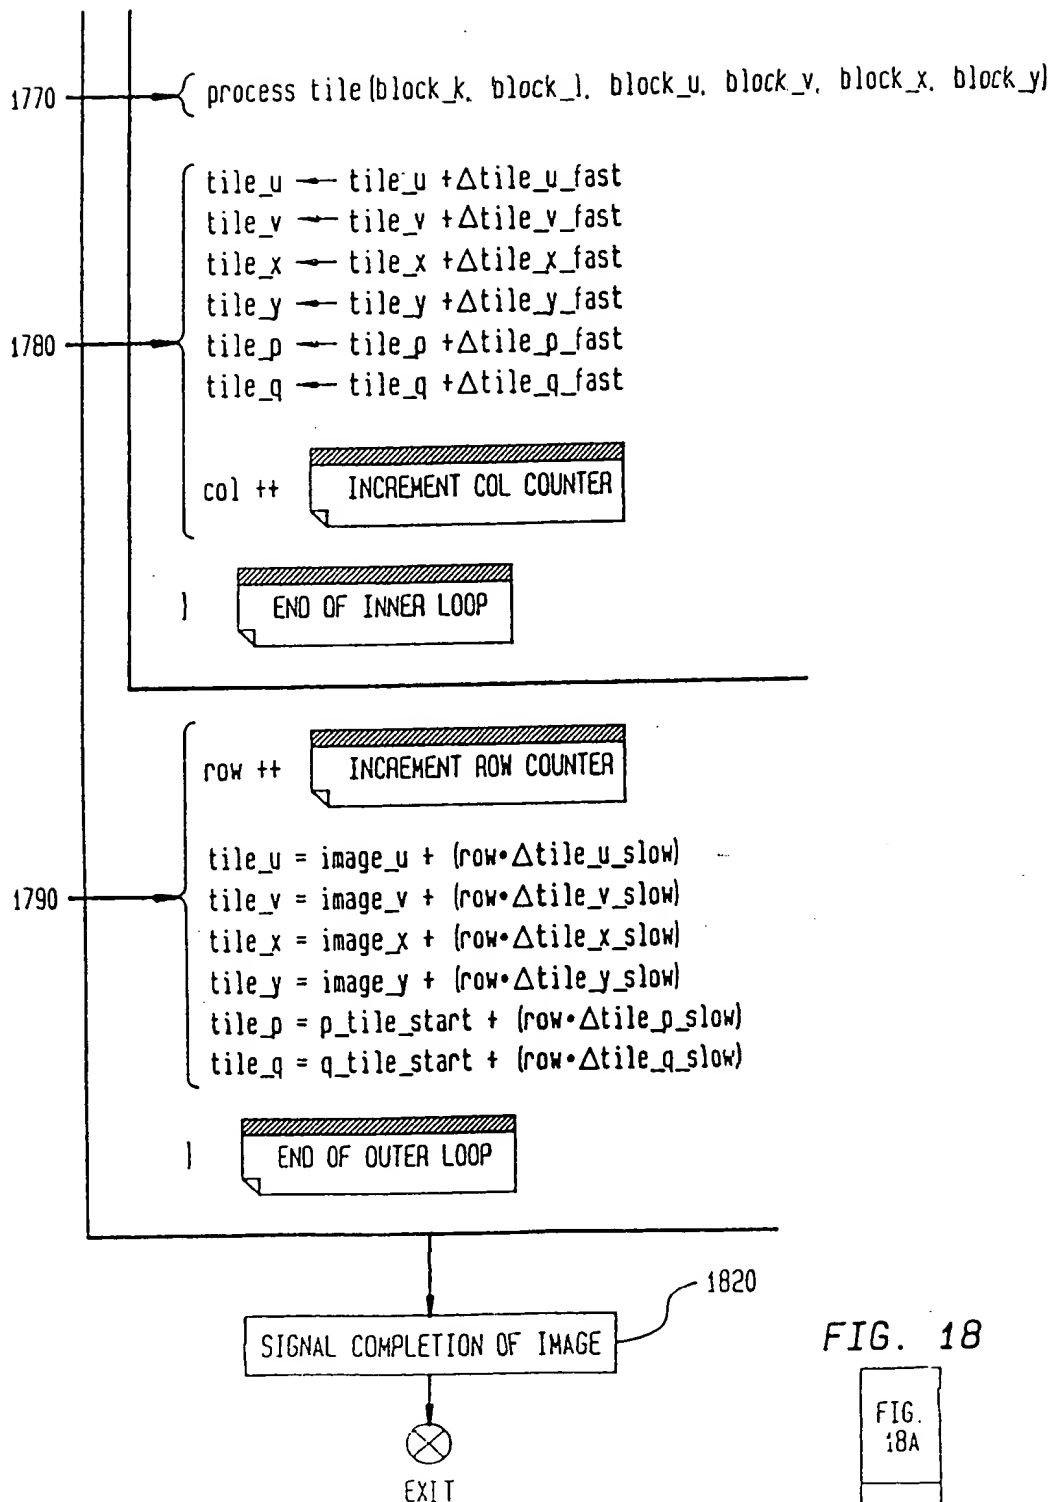 1770 { process tile (block_k, block_l, block_u, block_v, block_x, block_y)
tile_u ← tile_u +Δtile_u_fast
tile_v ← tile_v +Δtile_v_fast
tile_x ← tile_x +Δtile_x_fast
tile_y ← tile_y +Δtile_y_fast
1780 tile_p ← tile_p +Δtile_p_fast
tile_q ← tile_q +Δtile_q_fast
col ++ INCREMENT COL COUNTER
} END OF INNER LOOP
row ++ INCREMENT ROW COUNTER
tile_u = image_u + (row•Δtile_u_slow)
1790 tile_v = image_v + (row•Δtile_v_slow)
tile_x = image_x + (row•Δtile_x_slow)
tile_y = image_y + (row•Δtile_y_slow)
tile_p = p_tile_start + (row•Δtile_p_slow)
tile_q = q_tile_start + (row•Δtile_q_slow)
} END OF OUTER LOOP
1820
SIGNAL COMPLETION OF IMAGE
EXIT
FIG. 18
FIG.
18A